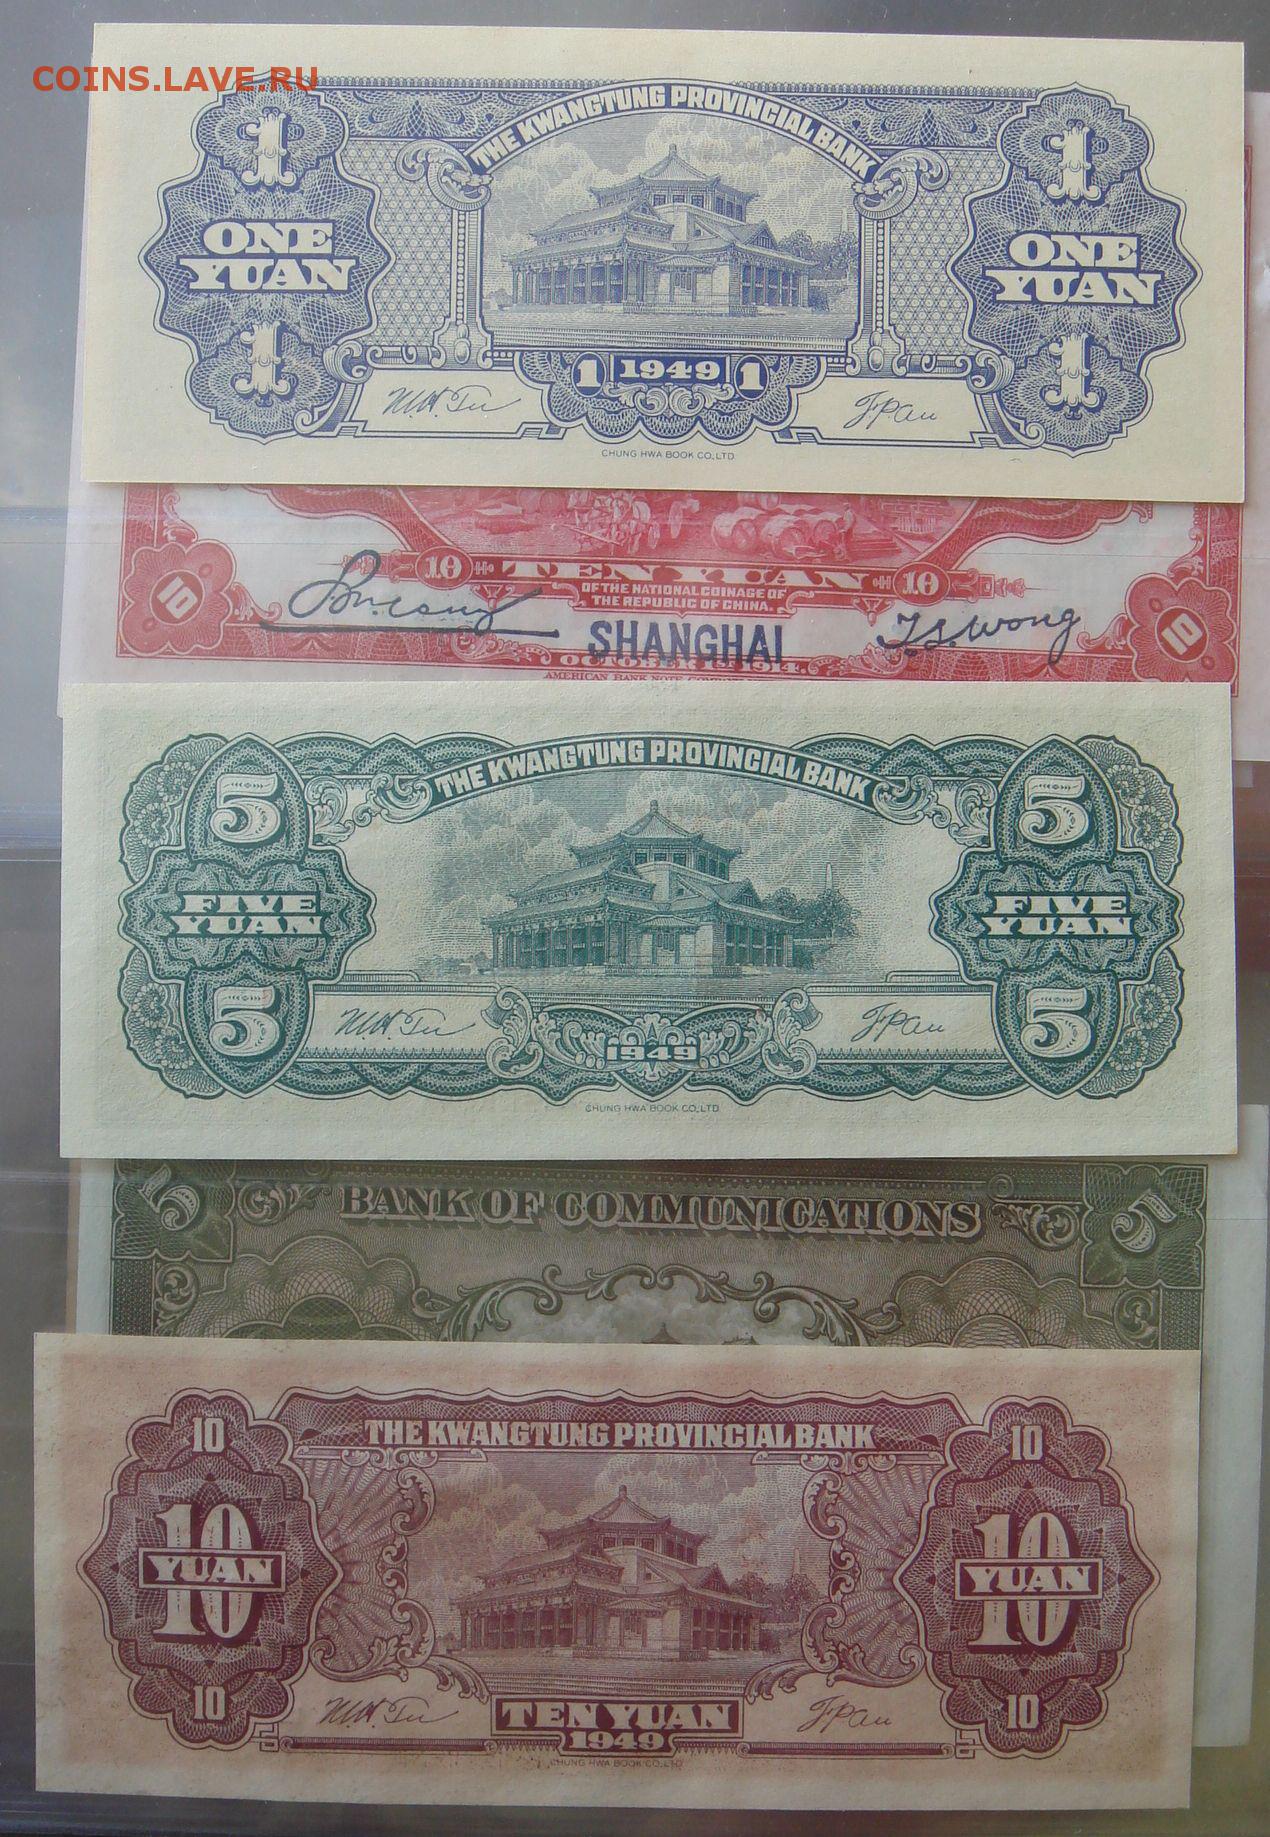 COINS.LAVE.RU
THE KWANGTUNG PROVINCIAL BANK
1 1
ONE YUAN ONE YUAN
1 1
1 1949 1
CHUNG HWA BOOK CO., LTD.
10 TEN YUAN 10
OF THE NATIONAL COINAGE OF
THE REPUBLIC OF CHINA.
10 SHANGHAI T.S. Wong 10
OCTOBER 1 1914.
AMERICAN BANK NOTE
THE KWANGTUNG PROVINCIAL BANK
5 5
FIVE YUAN FIVE YUAN
5 5
1949
CHUNG HWA BOOK CO., LTD.
5 BANK OF COMMUNICATIONS 5
THE KWANGTUNG PROVINCIAL BANK
10 10
10 YUAN 10 YUAN
10 10
TEN YUAN
1949
CHUNG HWA BOOK CO., LTD.